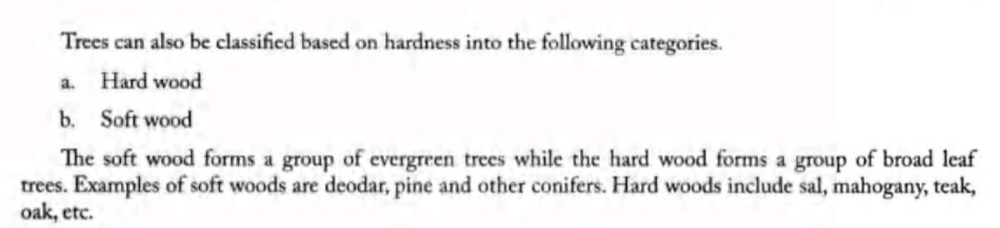 Trees can also be classified based on hardness into the following categories.
a. Hard wood
b. Soft wood
The soft wood forms a group of evergreen trees while the hard wood forms a group of broad leaf
trees. Examples of soft woods are deodar, pine and other conifers. Hard woods include sal, mahogany, teak,
oak, etc.